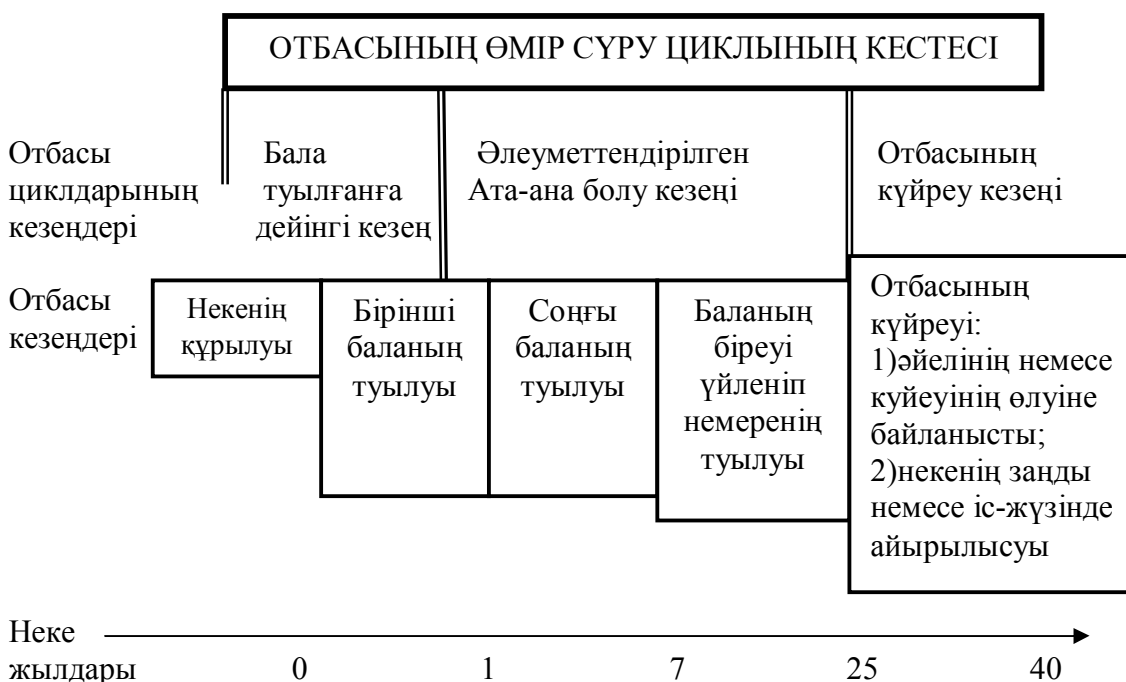 ОТБАСЫНЫҢ ӨМІР СҮРУ ЦИКЛЫНЫҢ КЕСТЕСІ
Отбасы
циклдарының
кезеңдері
Бала
туылғанға
дейінгі кезең
Әлеуметтендірілген
Ата-ана болу кезеңі
Отбасының
күйреу кезеңі
Отбасы
кезеңдері
Некенің
құрылуы
Бірінші
баланың
туылуы
Соңғы
баланың
туылуы
Баланың
біреуі
үйленіп
немеренің
туылуы
Отбасының
күйреуі:
1)әйелінің немесе
куйеуінің өлуіне
байланысты;
2)некенің заңды
немесе іс-жүзінде
айырылысуы
Неке
жылдары 0 1 7 25 40